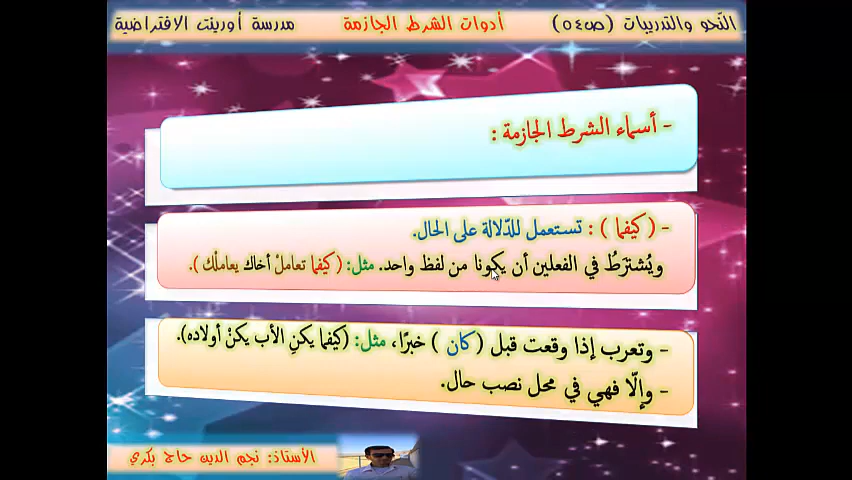 النّحو والتدريبات (ص٥٤)
أدوات الشرط الجازمة
مدرسة أورينت الافتراضية
- أسماء الشرط الجازمة :
- (كيفما ) : تستعمل للدّلالة على الحال.
ويُشترَطُ في الفعلين أن يكونا من لفظ واحد. مثل: (كيفما تعاملْ أخاك يعاملْك ).
- وتعرب إذا وقعت قبل (كان ) خبرًا، مثل: (كيفما يكنِ الأب يكنْ أولاده).
- وإلّا فهي في محل نصب حال.
الأستاذ: نجم الدين حاج بكري